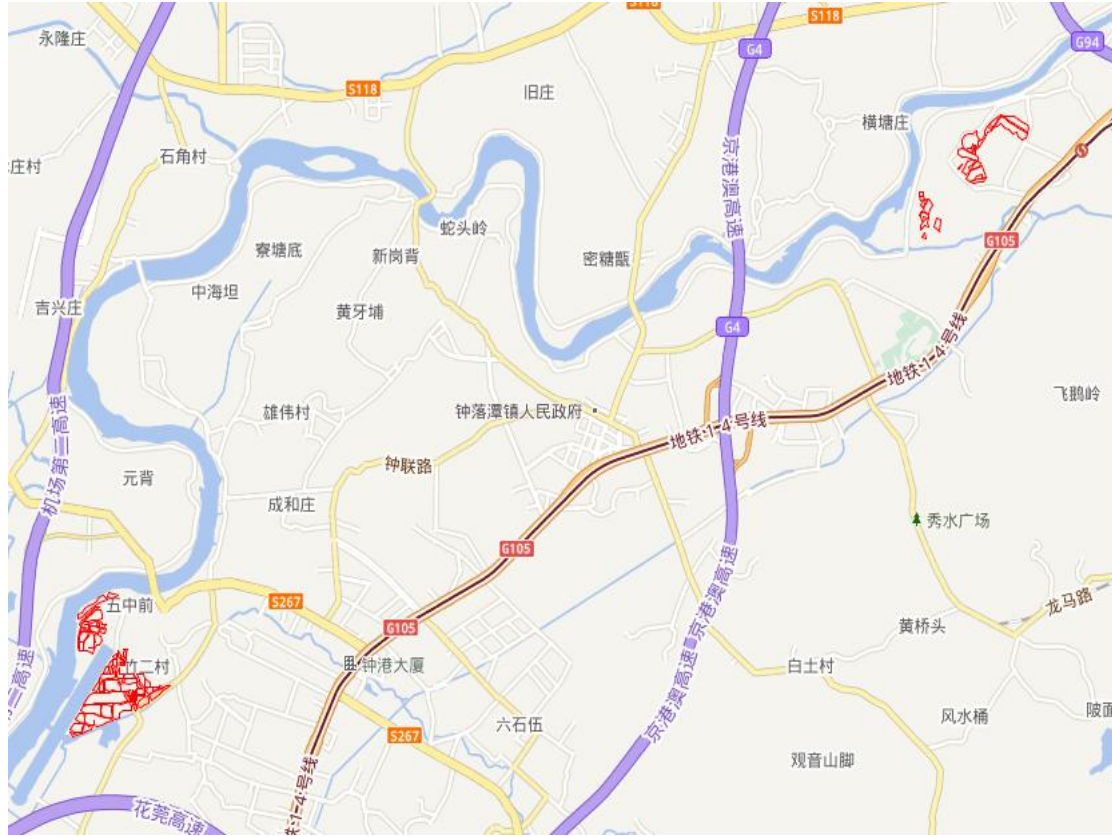 S118
S118
永隆庄
G4
G94
S118
旧庄
横塘庄
石角村
庄村
京港澳高速
S
蛇头岭
G105
寮塘底
新岗背
密糖甑
中海坦
吉兴庄
黄牙埔
G4
地铁14号线
飞鹅岭
雄伟村
钟落潭镇人民政府
地铁14号线
机场第二高速
钟联路
元背
成和庄
秀水广场
G105
京港澳高速
S267
五中前
龙马路
G105
黄桥头
竹二村
钟港大厦
京港澳高速
白土村
二高速
六石伍
风水桶
陂面
S267
观音山脚
地铁14号线
花莞高速